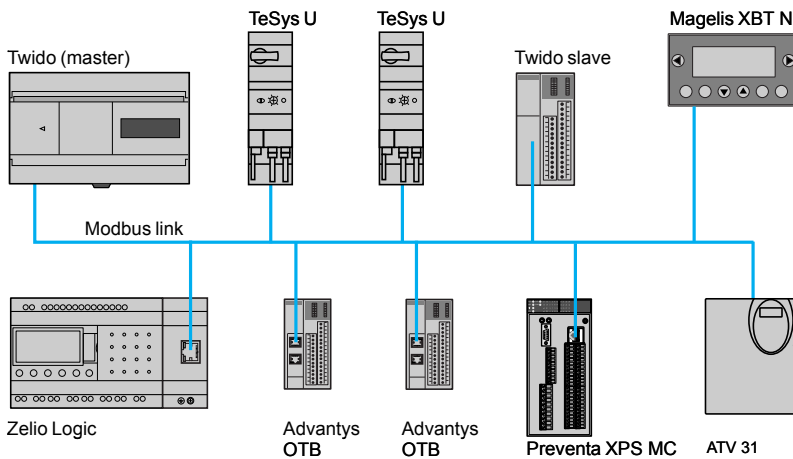 TeSys U
TeSys U
Magelis XBT N
Twido (master)
Twido slave
Modbus link
Zelio Logic
Advantys
OTB
Advantys
OTB
Preventa XPS MC
ATV 31